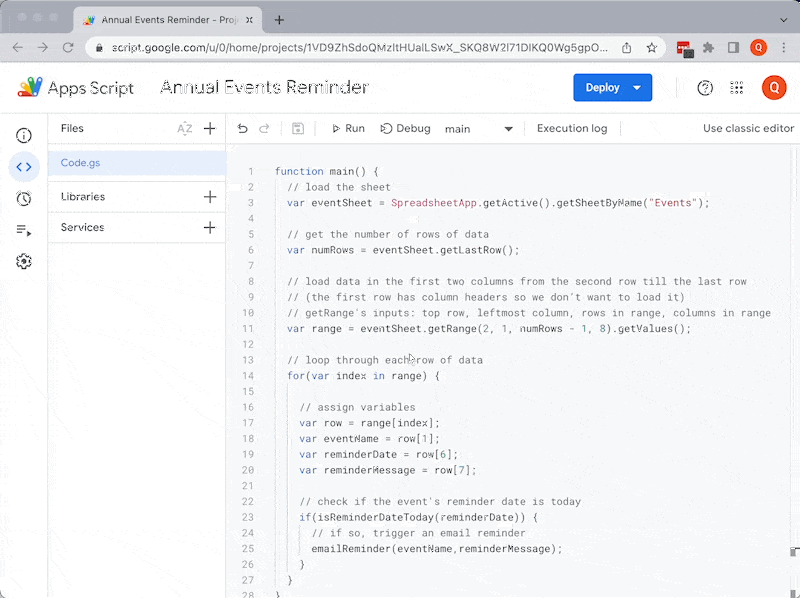 Annual Events Reminder - Proj
script.google.com/u/0/home/projects/1VD9ZhSdoQMzItHUaILSwX_SKQ8W2l71DIKQ0Wg5gpO...
Q
Apps Script
Annual Events Reminder
Deploy
Q
Files
AZ
Run
Debug
main
Execution log
Use classic editor
Code.gs
Libraries
Services
1 function main() {
2 // load the sheet
3 var eventSheet = SpreadsheetApp.getActive().getSheetByName("Events");
4
5 // get the number of rows of data
6 var numRows = eventSheet.getLastRow();
7
8 // load data in the first two columns from the second row till the last row
9 // (the first row has column headers so we don't want to load it)
10 // getRange's inputs: top row, leftmost column, rows in range, columns in range
11 var range = eventSheet.getRange(2, 1, numRows - 1, 8).getValues();
12
13 // loop through each row of data
14 for(var index in range) {
15
16 // assign variables
17 var row = range[index];
18 var eventName = row[1];
19 var reminderDate = row[6];
20 var reminderMessage = row[7];
21
22 // check if the event's reminder date is today
23 if(isReminderDateToday(reminderDate)) {
24 // if so, trigger an email reminder
25 emailReminder(eventName,reminderMessage);
26 }
27 }
28 }